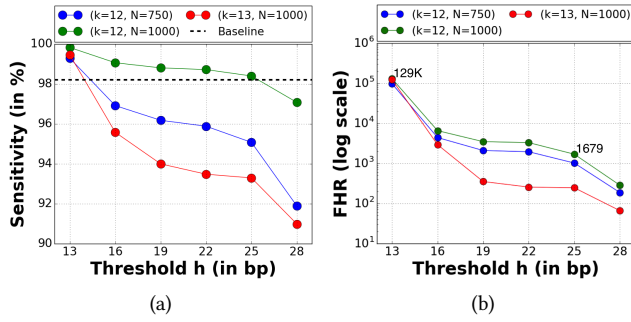 (k=12, N=750)
(k=13, N=1000)
(k=12, N=1000)
Baseline
Sensitivity (in %)
100
98
96
94
92
90
13 16 19 22 25 28
Threshold h (in bp)
(a)
(k=12, N=750)
(k=13, N=1000)
(k=12, N=1000)
FHR (log scale)
10^6
10^5
10^4
10^3
10^2
10^1
129K
1679
13 16 19 22 25 28
Threshold h (in bp)
(b)